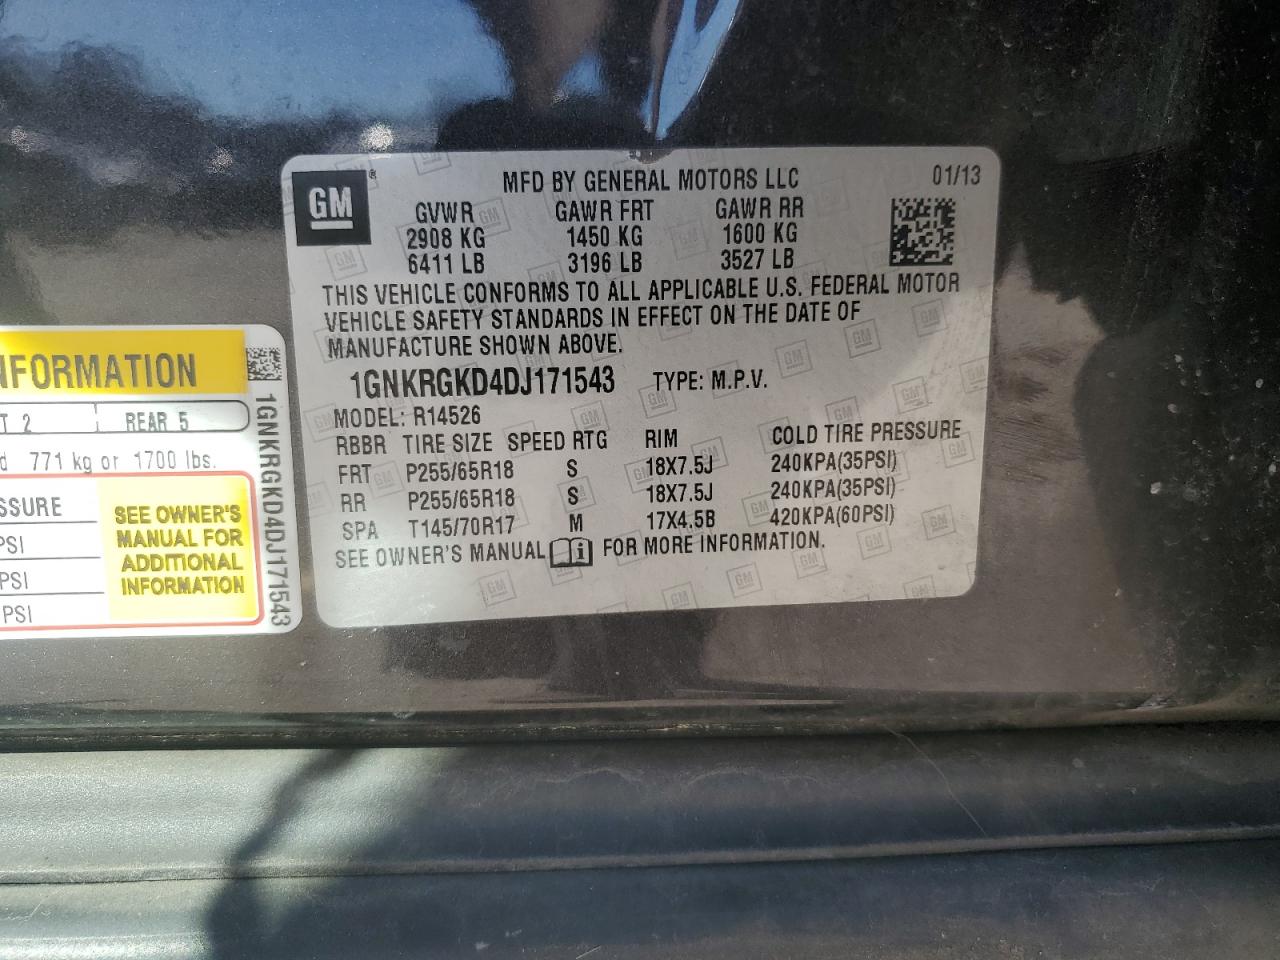 GM
®
MFD BY GENERAL MOTORS LLC 01/13
GVWR GAWR FRT GAWR RR
2908 KG 1450 KG 1600 KG
6411 LB 3196 LB 3527 LB
THIS VEHICLE CONFORMS TO ALL APPLICABLE U.S. FEDERAL MOTOR
VEHICLE SAFETY STANDARDS IN EFFECT ON THE DATE OF
MANUFACTURE SHOWN ABOVE.
1GNKRGKD4DJ171543 TYPE: M.P.V.
MODEL: R14526
RBBR TIRE SIZE SPEED RTG RIM COLD TIRE PRESSURE
FRT P255/65R18 S 18X7.5J 240KPA(35PSI)
RR P255/65R18 S 18X7.5J 240KPA(35PSI)
SPA T145/70R17 M 17X4.5B 420KPA(60PSI)
SEE OWNER'S MANUAL i FOR MORE INFORMATION.
NFORMATION
T 2 REAR 5
d 771 kg or 1700 lbs.
SSURE
PSI
PSI
PSI
SEE OWNER'S
MANUAL FOR
ADDITIONAL
INFORMATION
1GNKRGKD4DJ171543